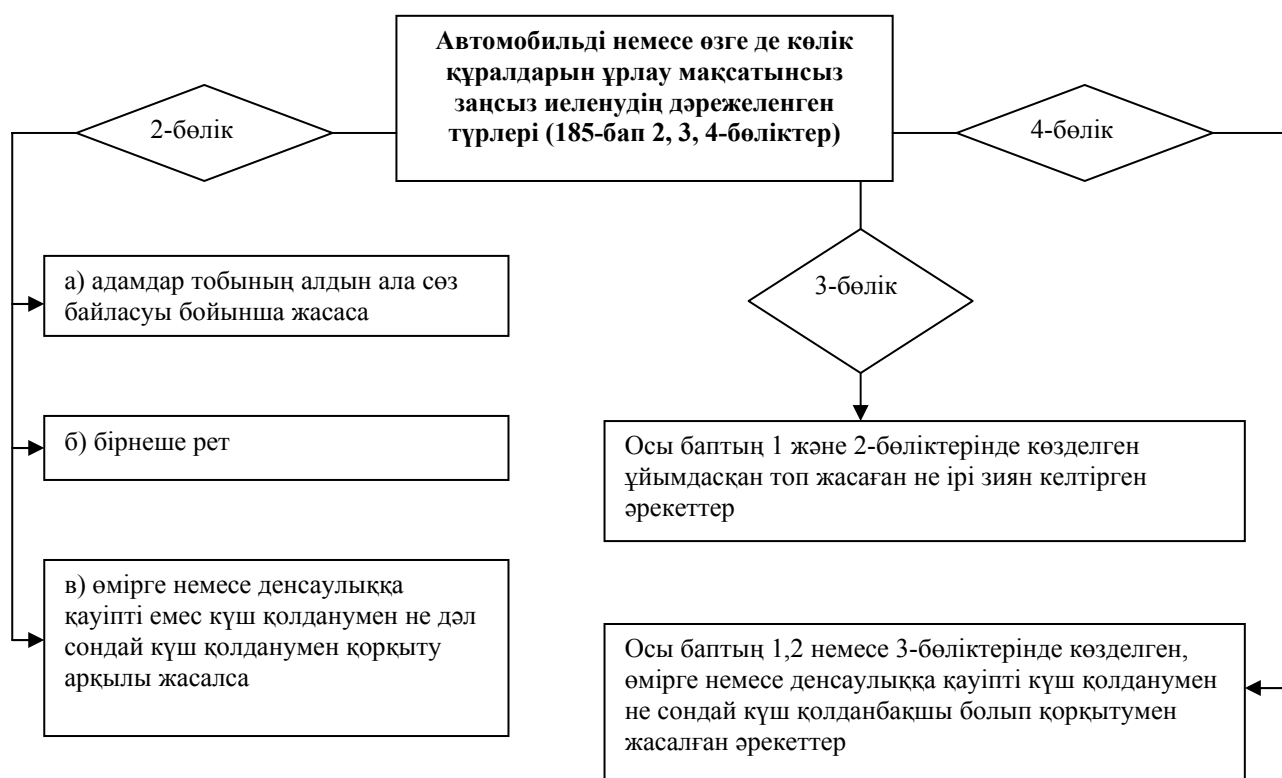 Автомобильді немесе өзге де көлік
құралдарын ұрлау мақсатынсыз
заңсыз иеленудің дәрежеленген
түрлері (185-бап 2, 3, 4-бөліктер)
2-бөлік
4-бөлік
3-бөлік
а) адамдар тобының алдын ала сөз
байласуы бойынша жасаса
б) бірнеше рет
в) өмірге немесе денсаулыққа
қауіпті емес күш қолданумен не дәл
сондай күш қолданумен қорқыту
арқылы жасалса
Осы баптың 1 және 2-бөліктерінде көзделген
ұйымдасқан топ жасаған не ірі зиян келтірген
әрекеттер
Осы баптың 1,2 немесе 3-бөліктерінде көзделген,
өмірге немесе денсаулыққа қауіпті күш қолданумен
не сондай күш қолданбақшы болып қорқытумен
жасалған әрекеттер